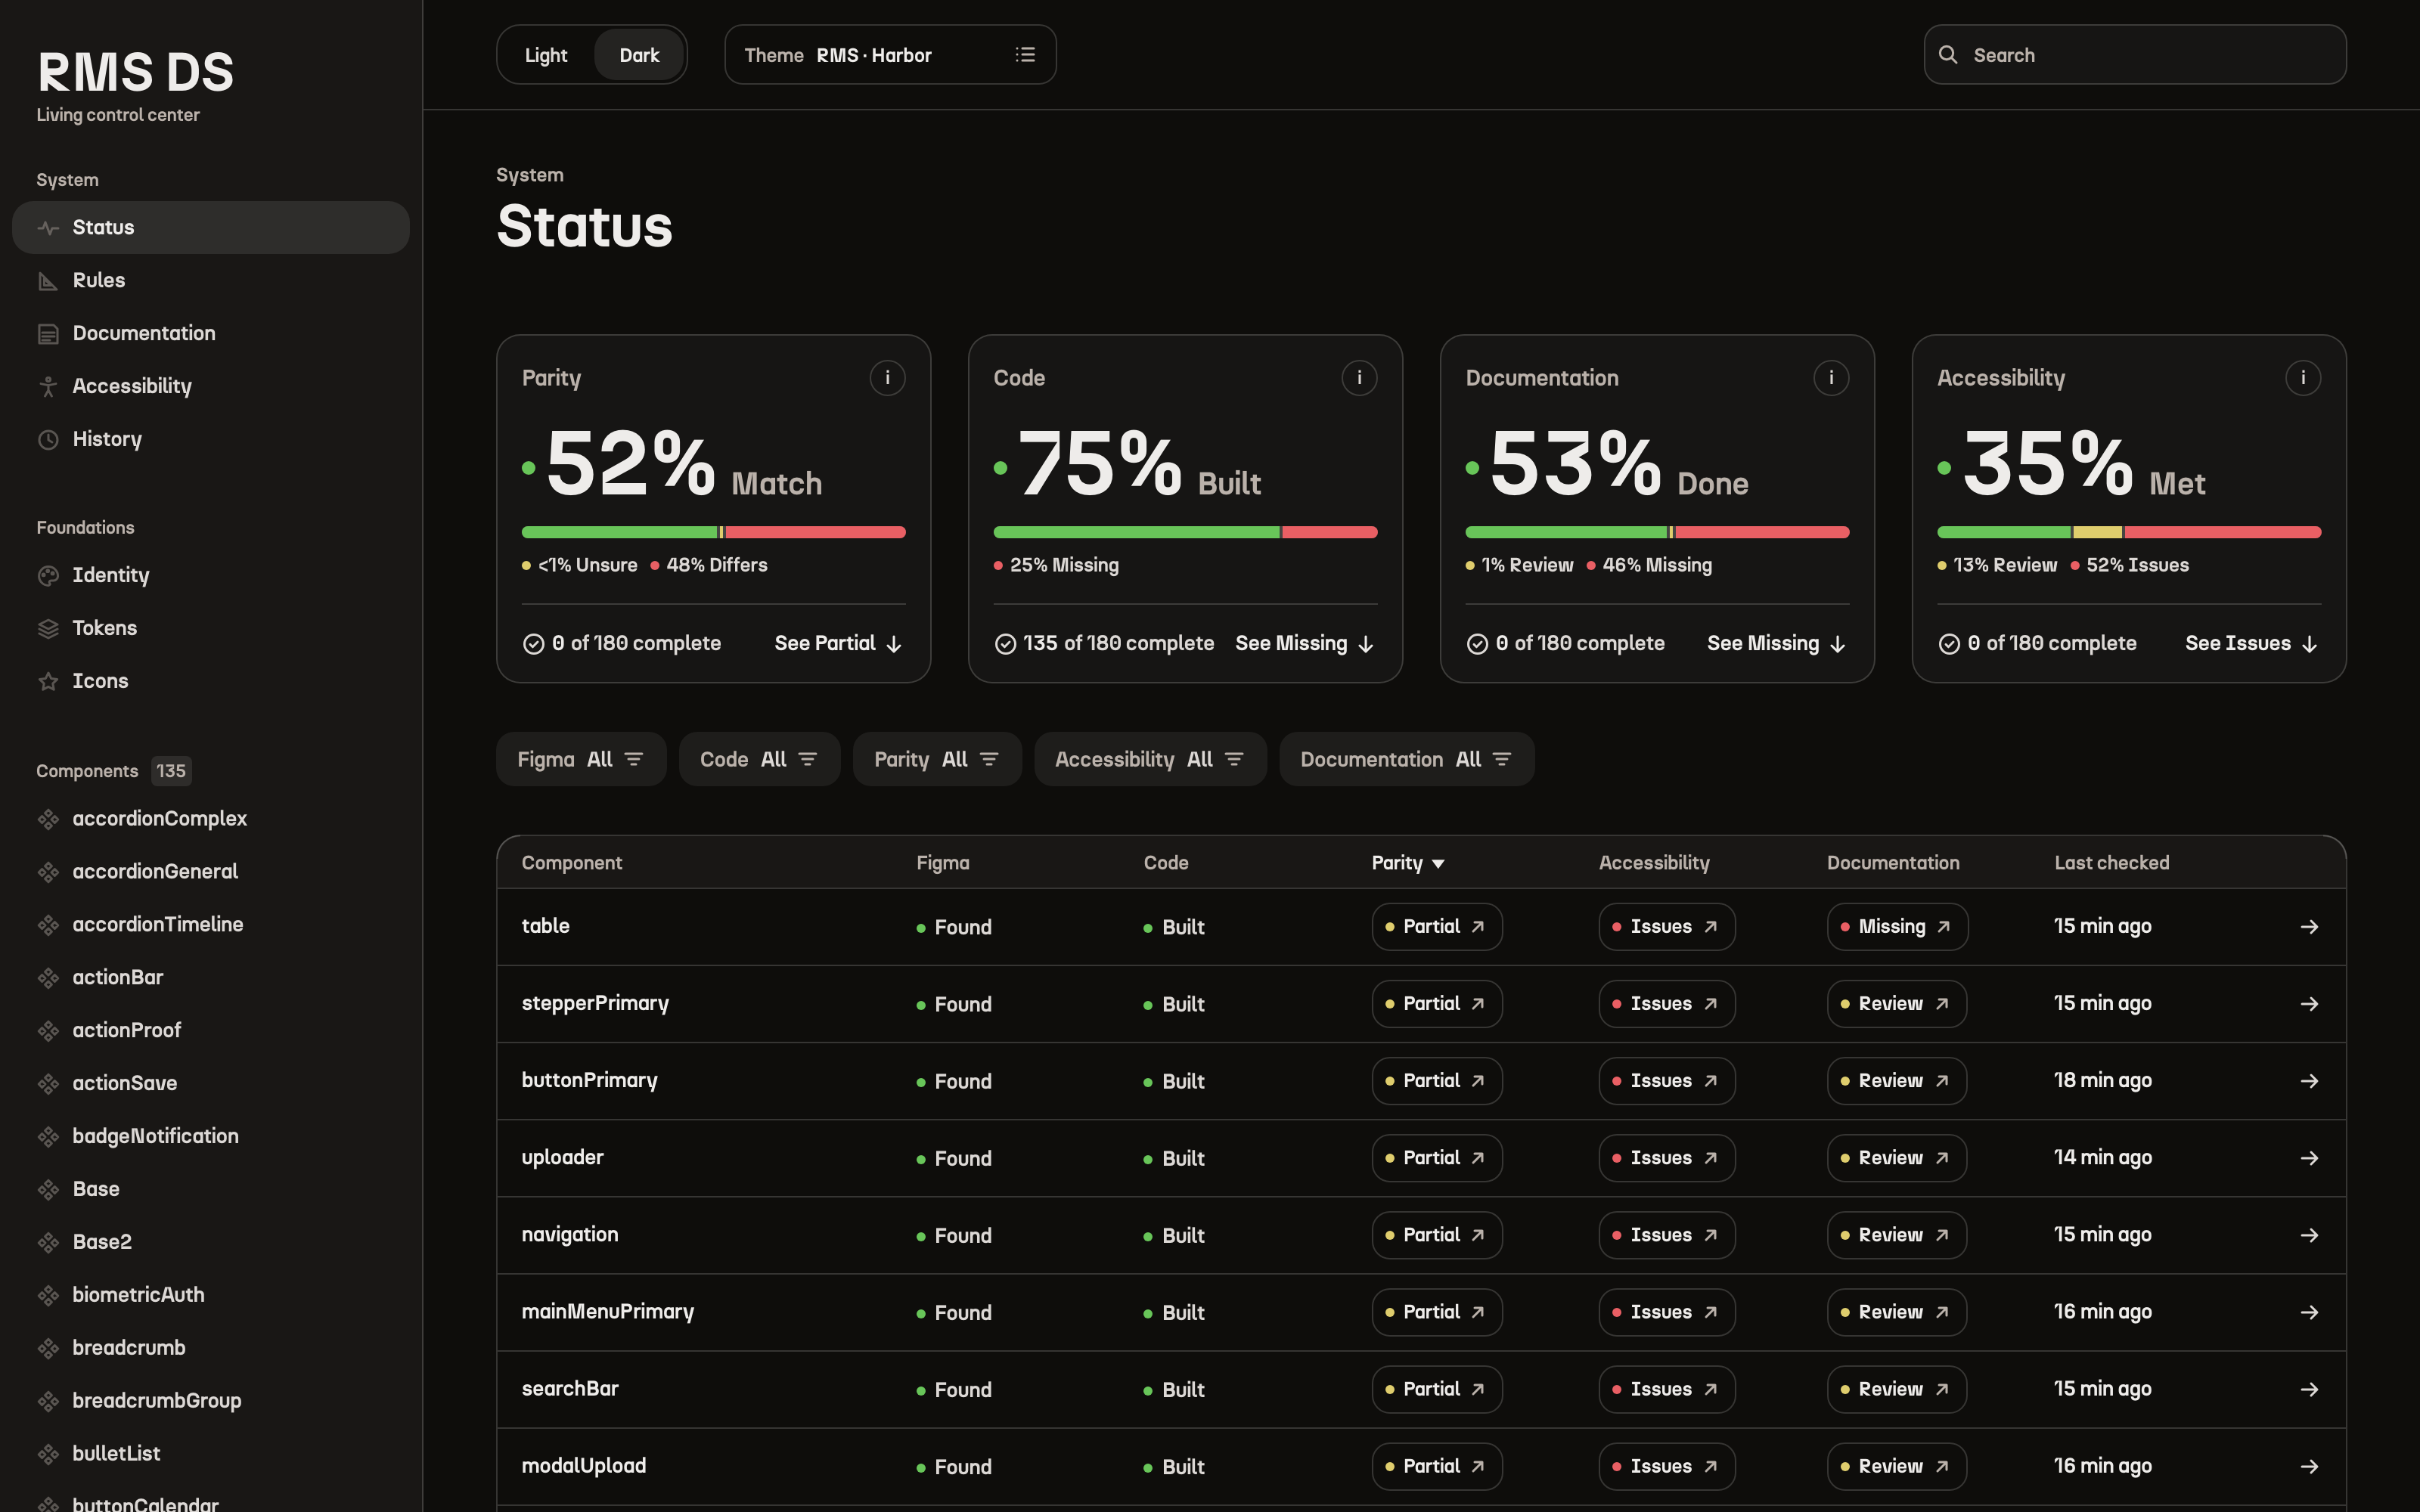 RMS DS
Living control center
System
Status
Rules
Documentation
Accessibility
History
Foundations
Identity
Tokens
Icons
Components 135
accordionComplex
accordionGeneral
accordionTimeline
actionBar
actionProof
actionSave
badgeNotification
Base
Base2
biometricAuth
breadcrumb
breadcrumbGroup
bulletList
buttonCalendar
Light Dark Theme RMS · Harbor Search
System
Status
Parity i
52% Match
<1% Unsure 48% Differs
0 of 180 complete See Partial
Code i
75% Built
25% Missing
135 of 180 complete See Missing
Documentation i
53% Done
1% Review 46% Missing
0 of 180 complete See Missing
Accessibility i
35% Met
13% Review 52% Issues
0 of 180 complete See Issues
Figma All Code All Parity All Accessibility All Documentation All
Component Figma Code Parity Accessibility Documentation Last checked
table Found Built Partial Issues Missing 15 min ago
stepperPrimary Found Built Partial Issues Review 15 min ago
buttonPrimary Found Built Partial Issues Review 18 min ago
uploader Found Built Partial Issues Review 14 min ago
navigation Found Built Partial Issues Review 15 min ago
mainMenuPrimary Found Built Partial Issues Review 16 min ago
searchBar Found Built Partial Issues Review 15 min ago
modalUpload Found Built Partial Issues Review 16 min ago